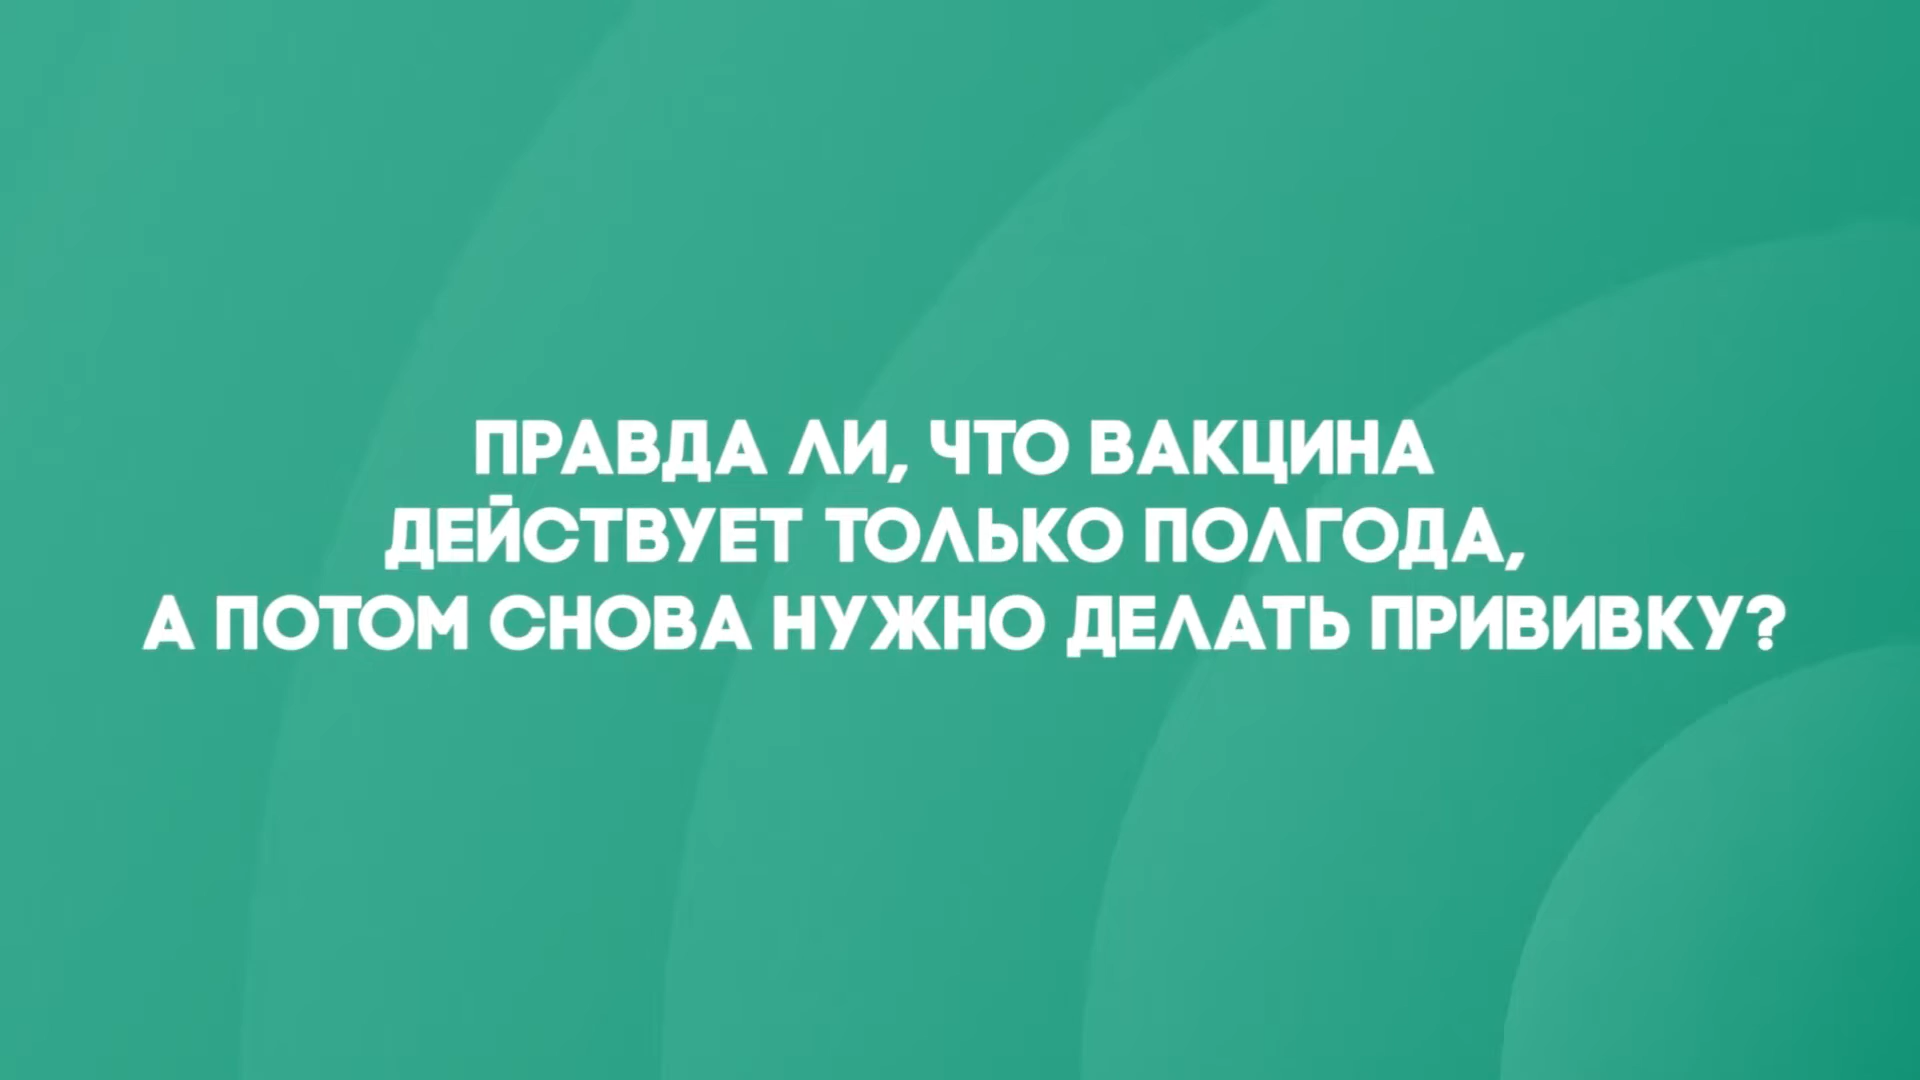 ПРАВДА ЛИ, ЧТО ВАКЦИНА
ДЕЙСТВУЕТ ТОЛЬКО ПОЛГОДА,
А ПОТОМ СНОВА НУЖНО ДЕЛАТЬ ПРИВИВКУ?